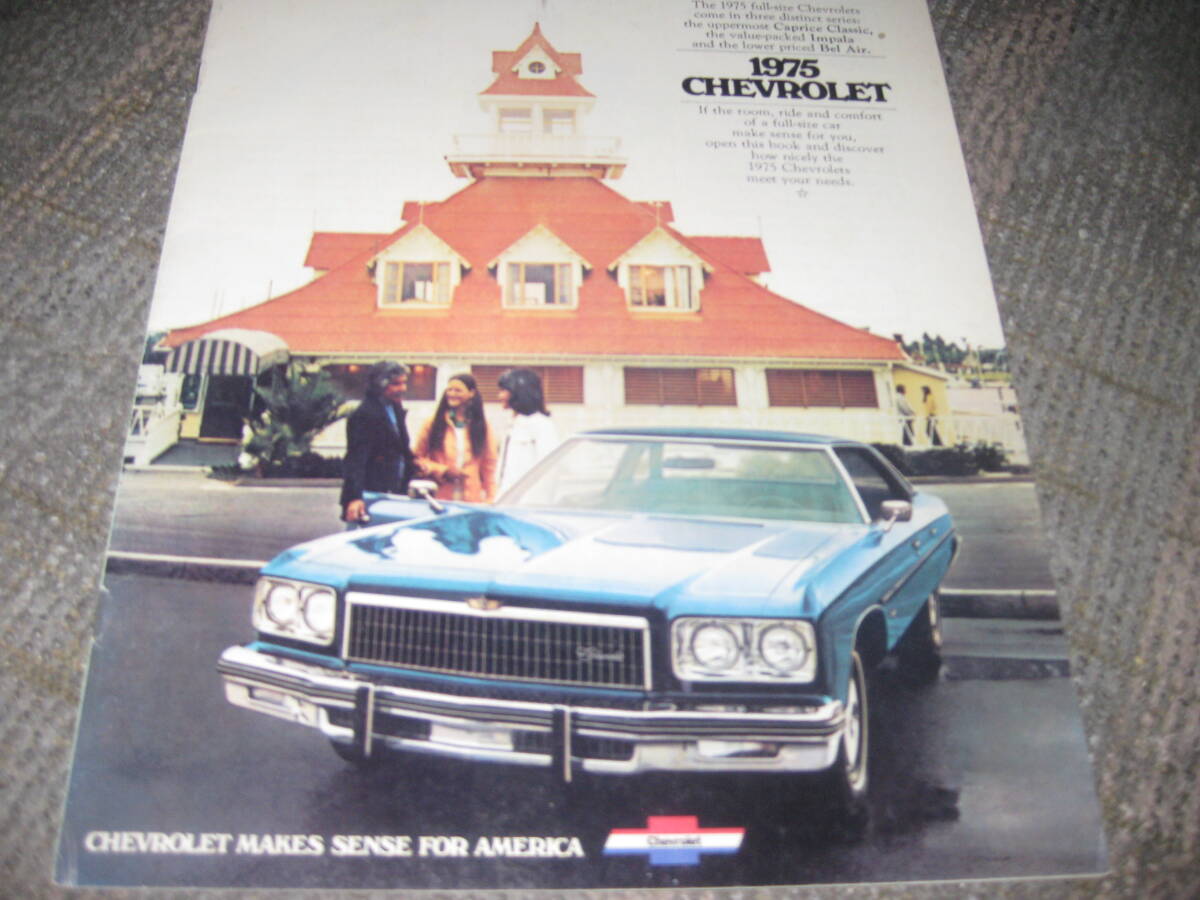 The 1975 full-size Chevrolets
come in three distinct series:
the uppermost Caprice Classic,
the value-packed Impala
and the lower priced Bel Air.
1975
CHEVROLET
If the room, ride and comfort
of a full-size car
make sense for you,
open this book and discover
how nicely the
1975 Chevrolets
meet your needs.
CHEVROLET MAKES SENSE FOR AMERICA
Chevrolet